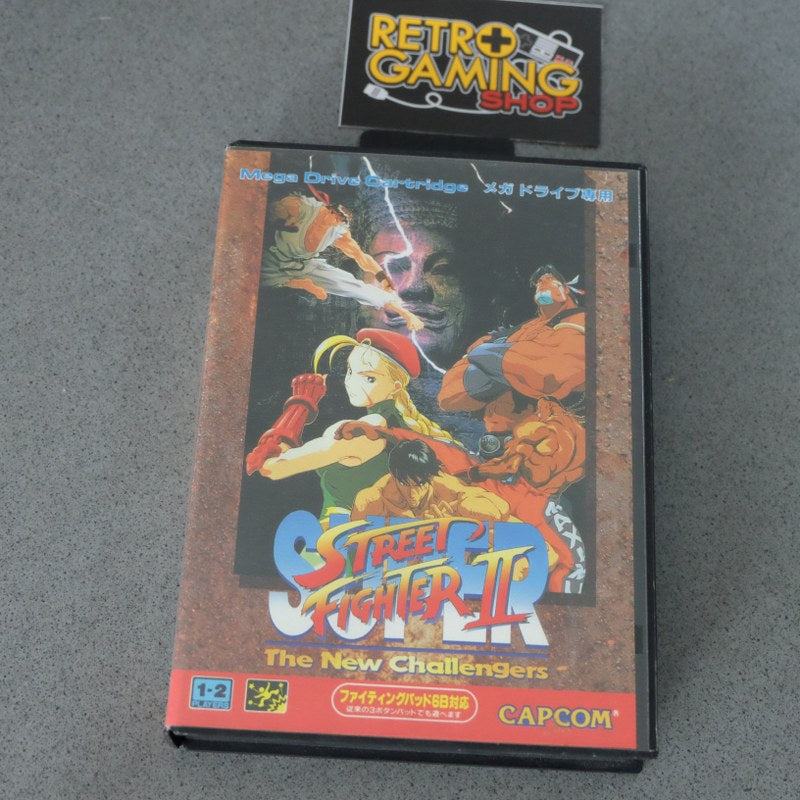 RETRO
GAMING
SHOP
Mega Drive Cartridge メガドライブ専用
SUPER
STREET
FIGHTER II
The New Challengers
MAXIMUM
1-2
PLAYERS
ファイティングパッド6B対応
従来の3ボタンパッドでも遊べます
CAPCOM®